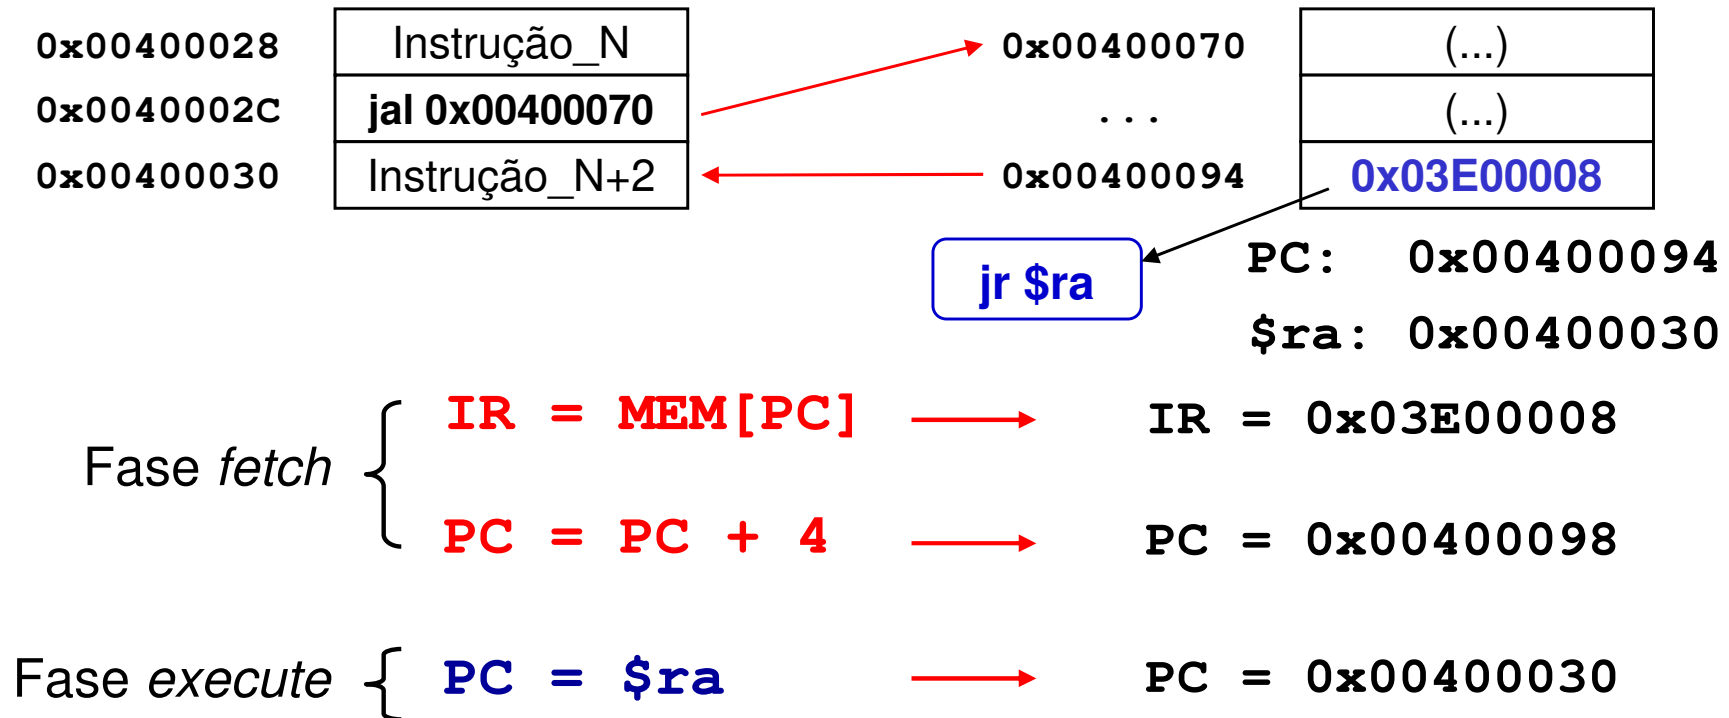 0x00400028 Instrução_N 0x00400070 (...)
0x0040002C jal 0x00400070 ... (...)
0x00400030 Instrução_N+2 0x00400094 0x03E00008
jr $ra PC: 0x00400094
$ra: 0x00400030
IR = MEM[PC] IR = 0x03E00008
Fase fetch
PC = PC + 4 PC = 0x00400098
Fase execute PC = $ra PC = 0x00400030